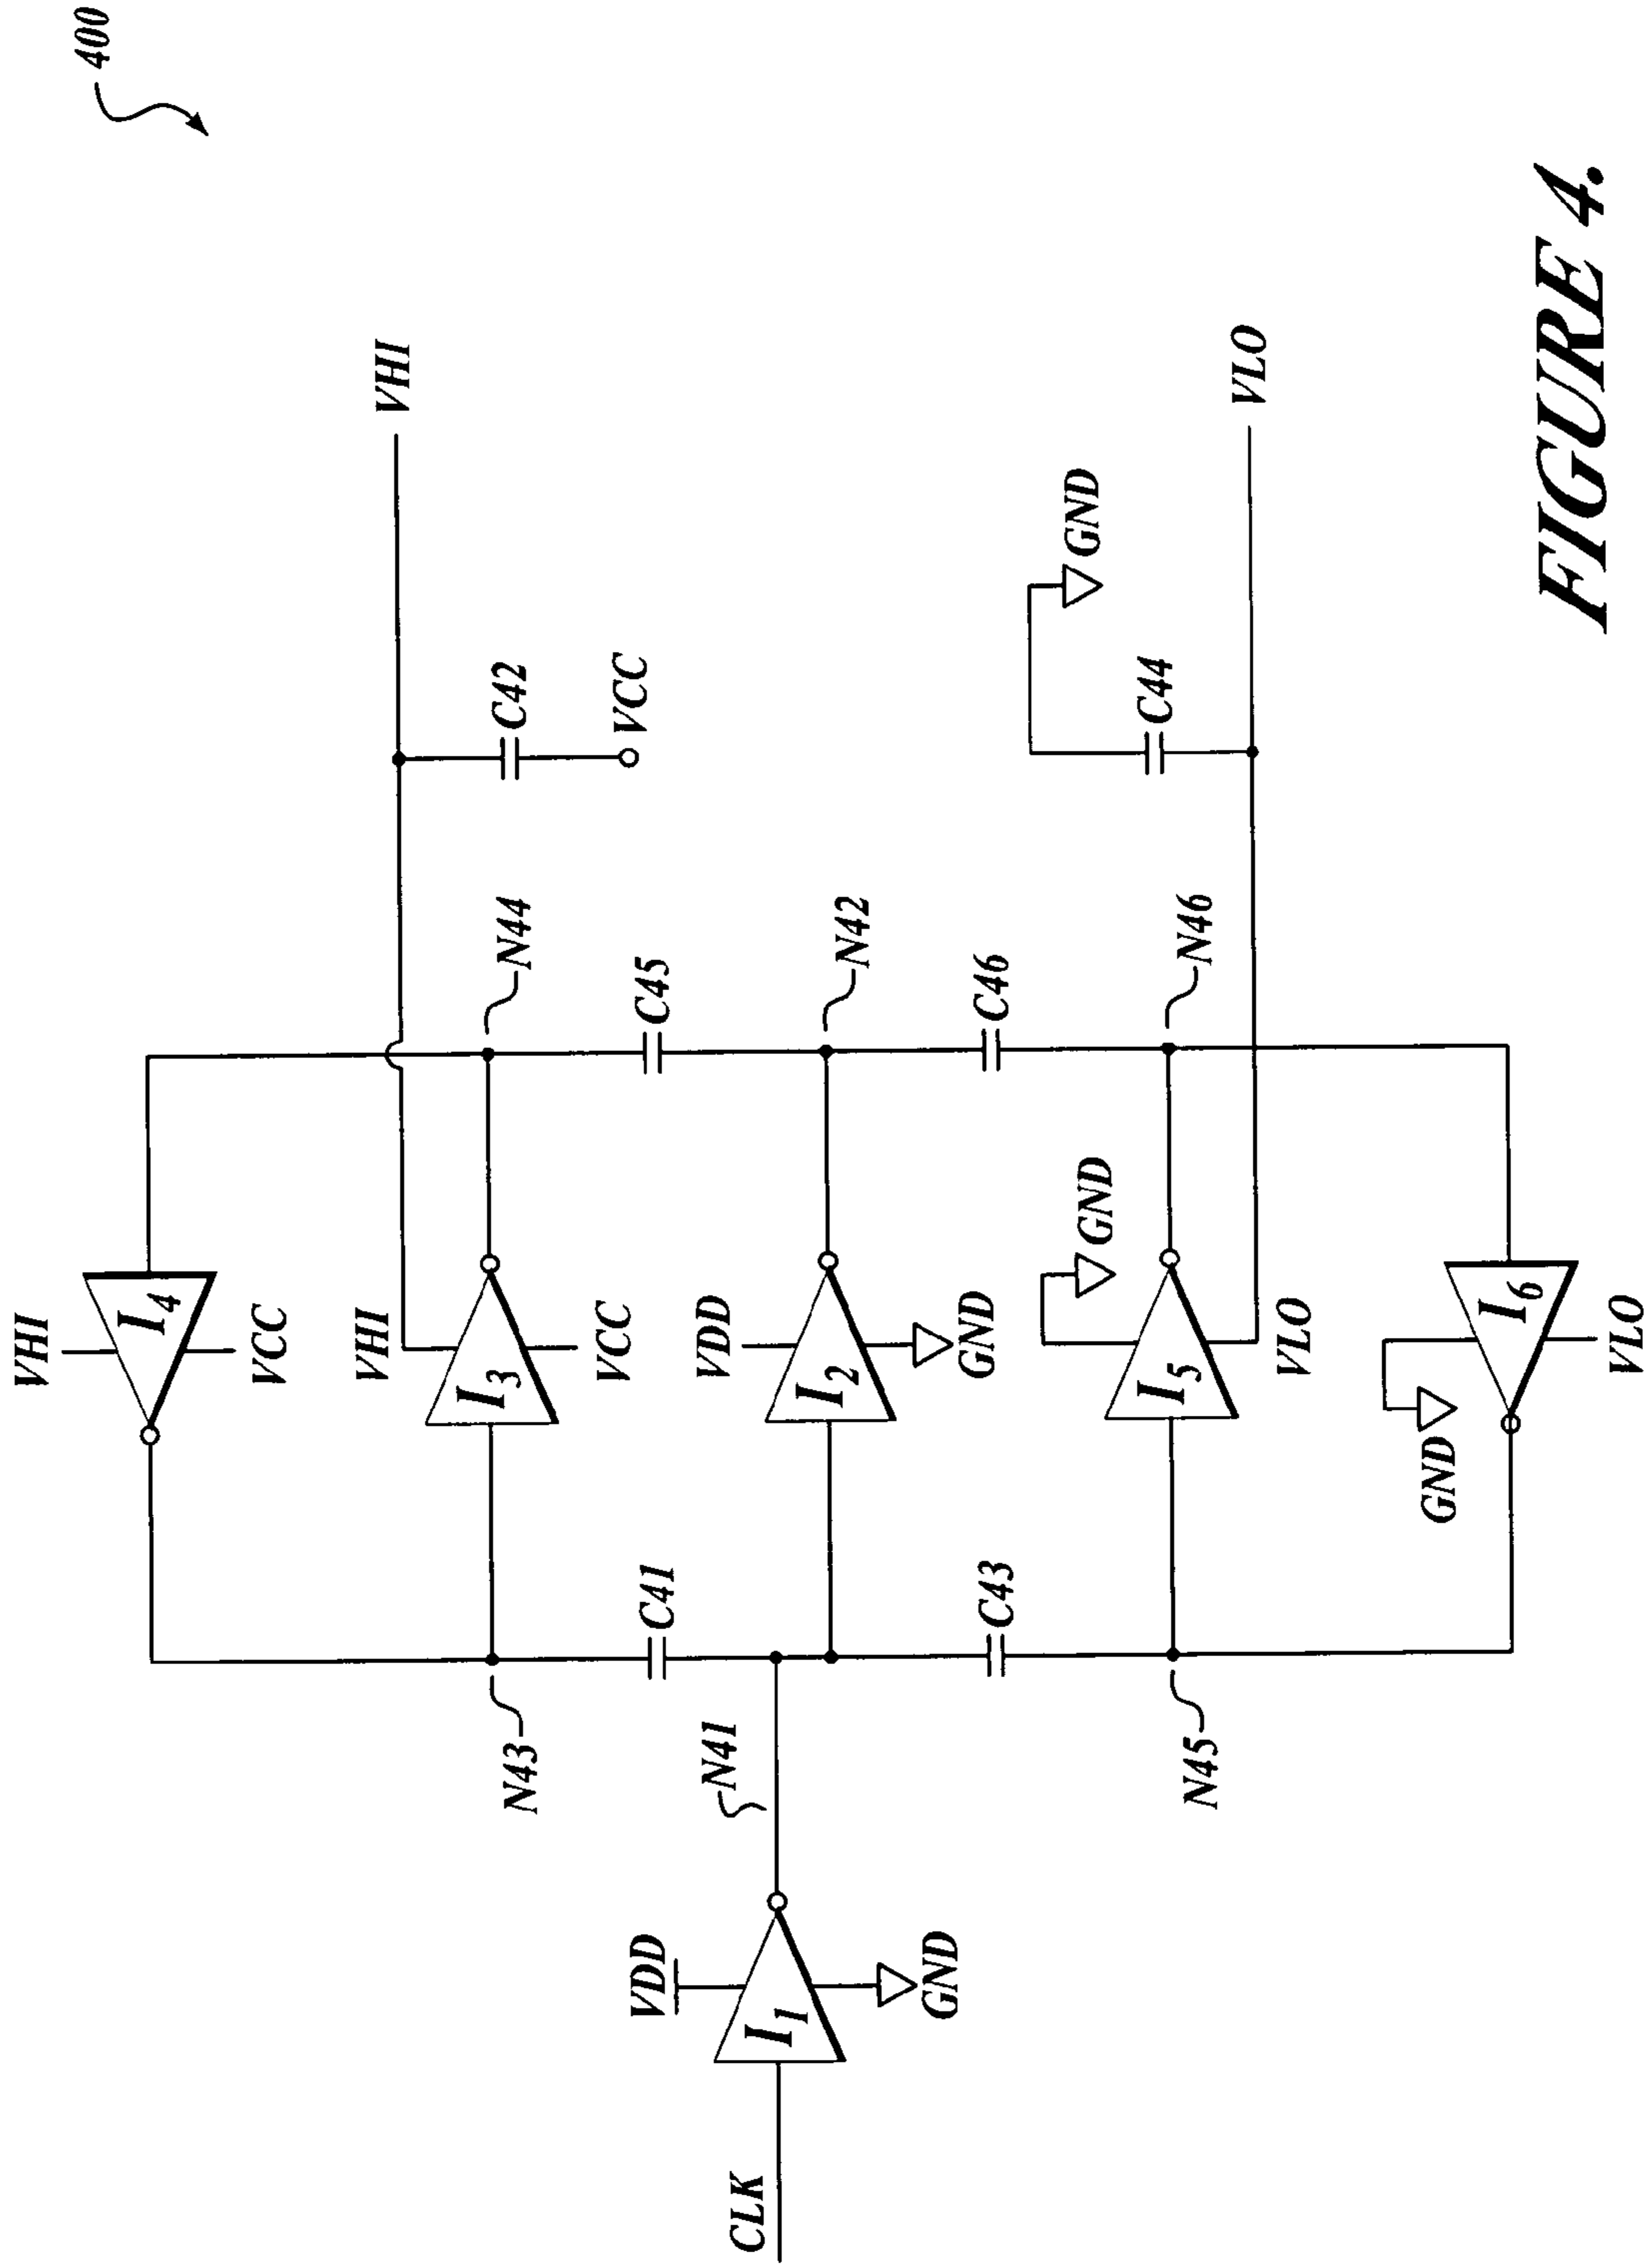 400
VHI
VCC
I4
VHI
VCC
I3
N44
VHI
C42
VCC
N43
C41
C45
CLK
VDD
I1
GND
N41
VDD
I2
GND
N42
C43
C46
GND
I5
VLO
N45
N46
GND
C44
VLO
GND
I6
VLO
FIGURE 4.